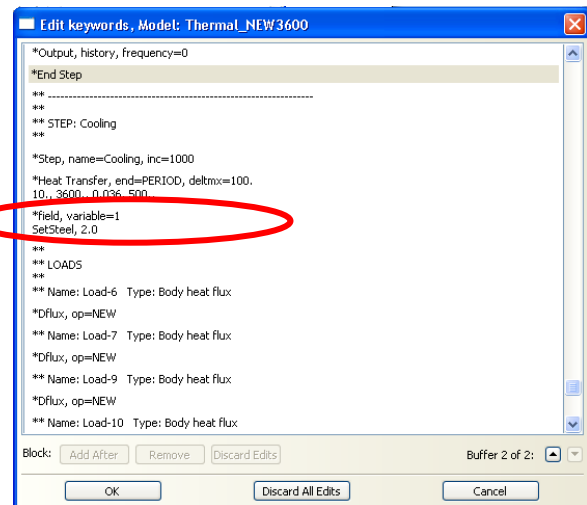 Edit keywords, Model: Thermal_NEW3600
*Output, history, frequency=0
*End Step
** ----------------------------------------------------------------
**
** STEP: Cooling
**
*Step, name=Cooling, inc=1000
*Heat Transfer, end=PERIOD, deltmx=100.
10., 3600., 0.036, 500.,
*field, variable=1
SetSteel, 2.0
**
** LOADS
**
** Name: Load-6   Type: Body heat flux
*Dflux, op=NEW
** Name: Load-7   Type: Body heat flux
*Dflux, op=NEW
** Name: Load-9   Type: Body heat flux
*Dflux, op=NEW
** Name: Load-10   Type: Body heat flux
Block: Add After Remove Discard Edits Buffer 2 of 2:
OK Discard All Edits Cancel